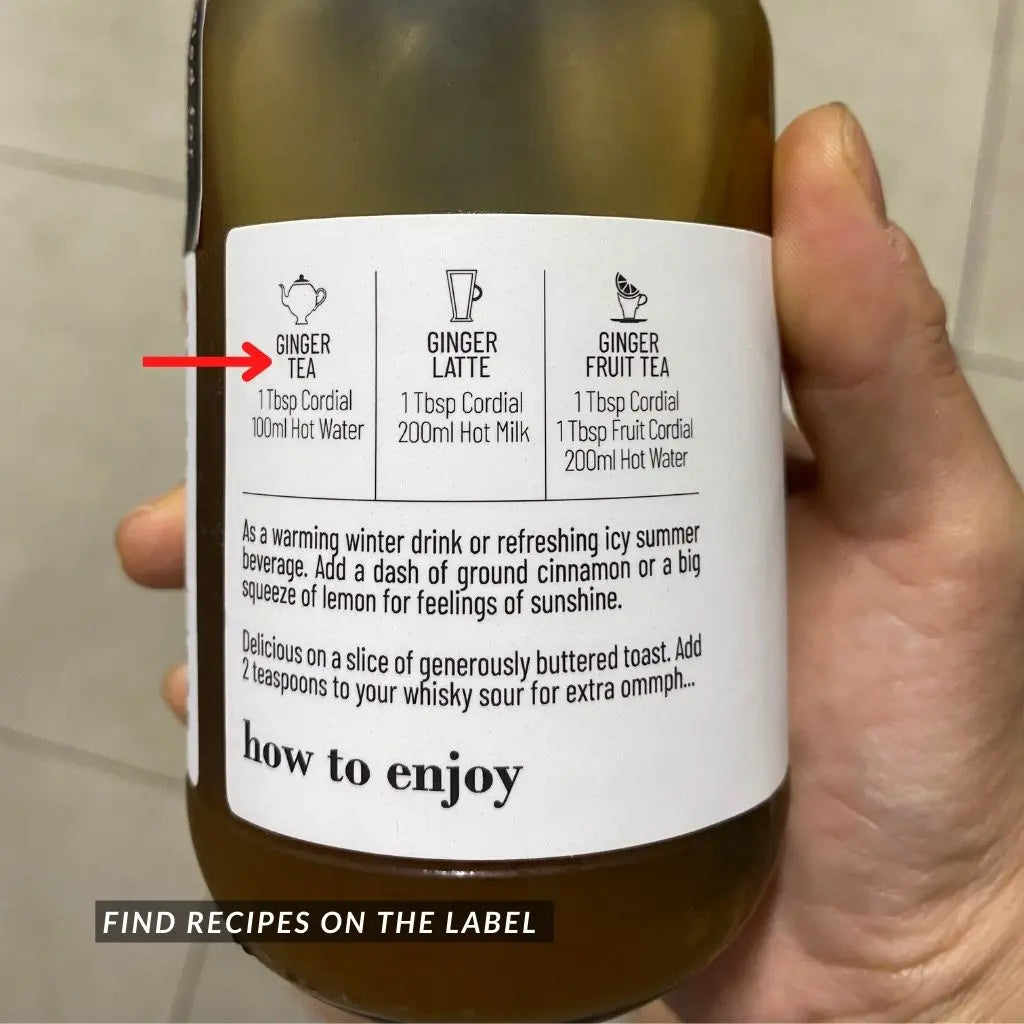 GINGER
TEA
1 Tbsp Cordial
100ml Hot Water
GINGER
LATTE
1 Tbsp Cordial
200ml Hot Milk
GINGER
FRUIT TEA
1 Tbsp Cordial
1 Tbsp Fruit Cordial
200ml Hot Water
As a warming winter drink or refreshing icy summer
beverage. Add a dash of ground cinnamon or a big
squeeze of lemon for feelings of sunshine.
Delicious on a slice of generously buttered toast. Add
2 teaspoons to your whisky sour for extra ommph...
how to enjoy
FIND RECIPES ON THE LABEL